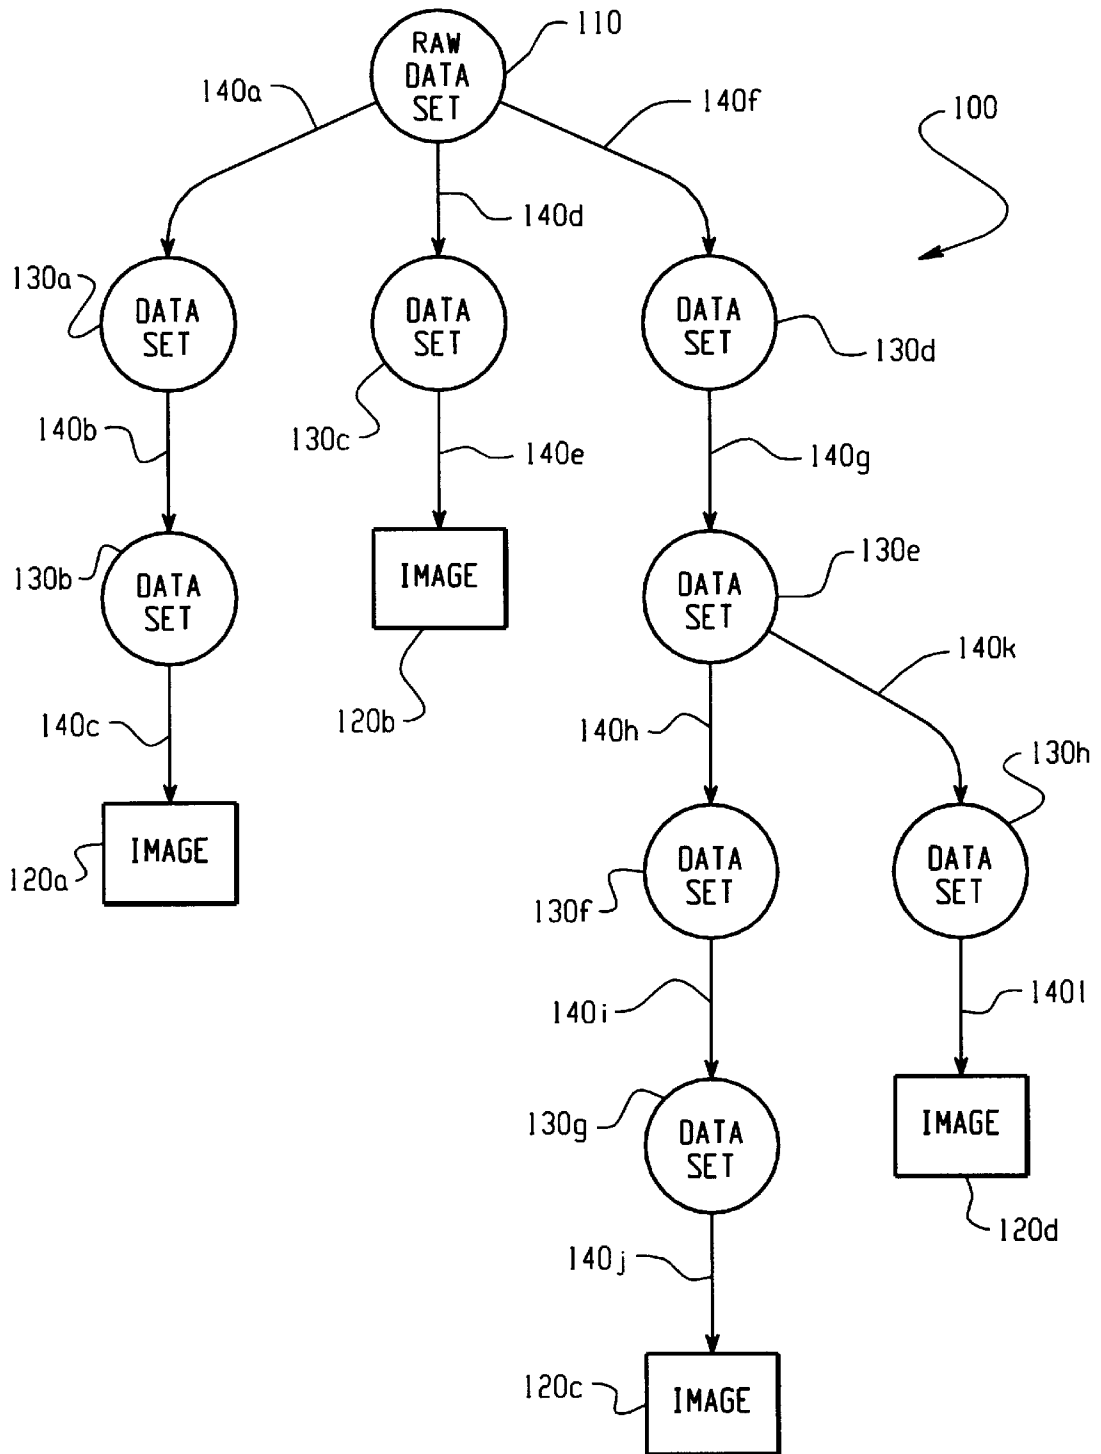 110
RAW
DATA
SET
140a
140f
100
140d
130a
DATA
SET
DATA
SET
DATA
SET
130d
130c
140b
140e
140g
130b
DATA
SET
IMAGE
DATA
SET
130e
140k
140c
120b
140h
130h
IMAGE
120a
DATA
SET
DATA
SET
130f
140i
140l
130g
DATA
SET
IMAGE
120d
140j
120c
IMAGE